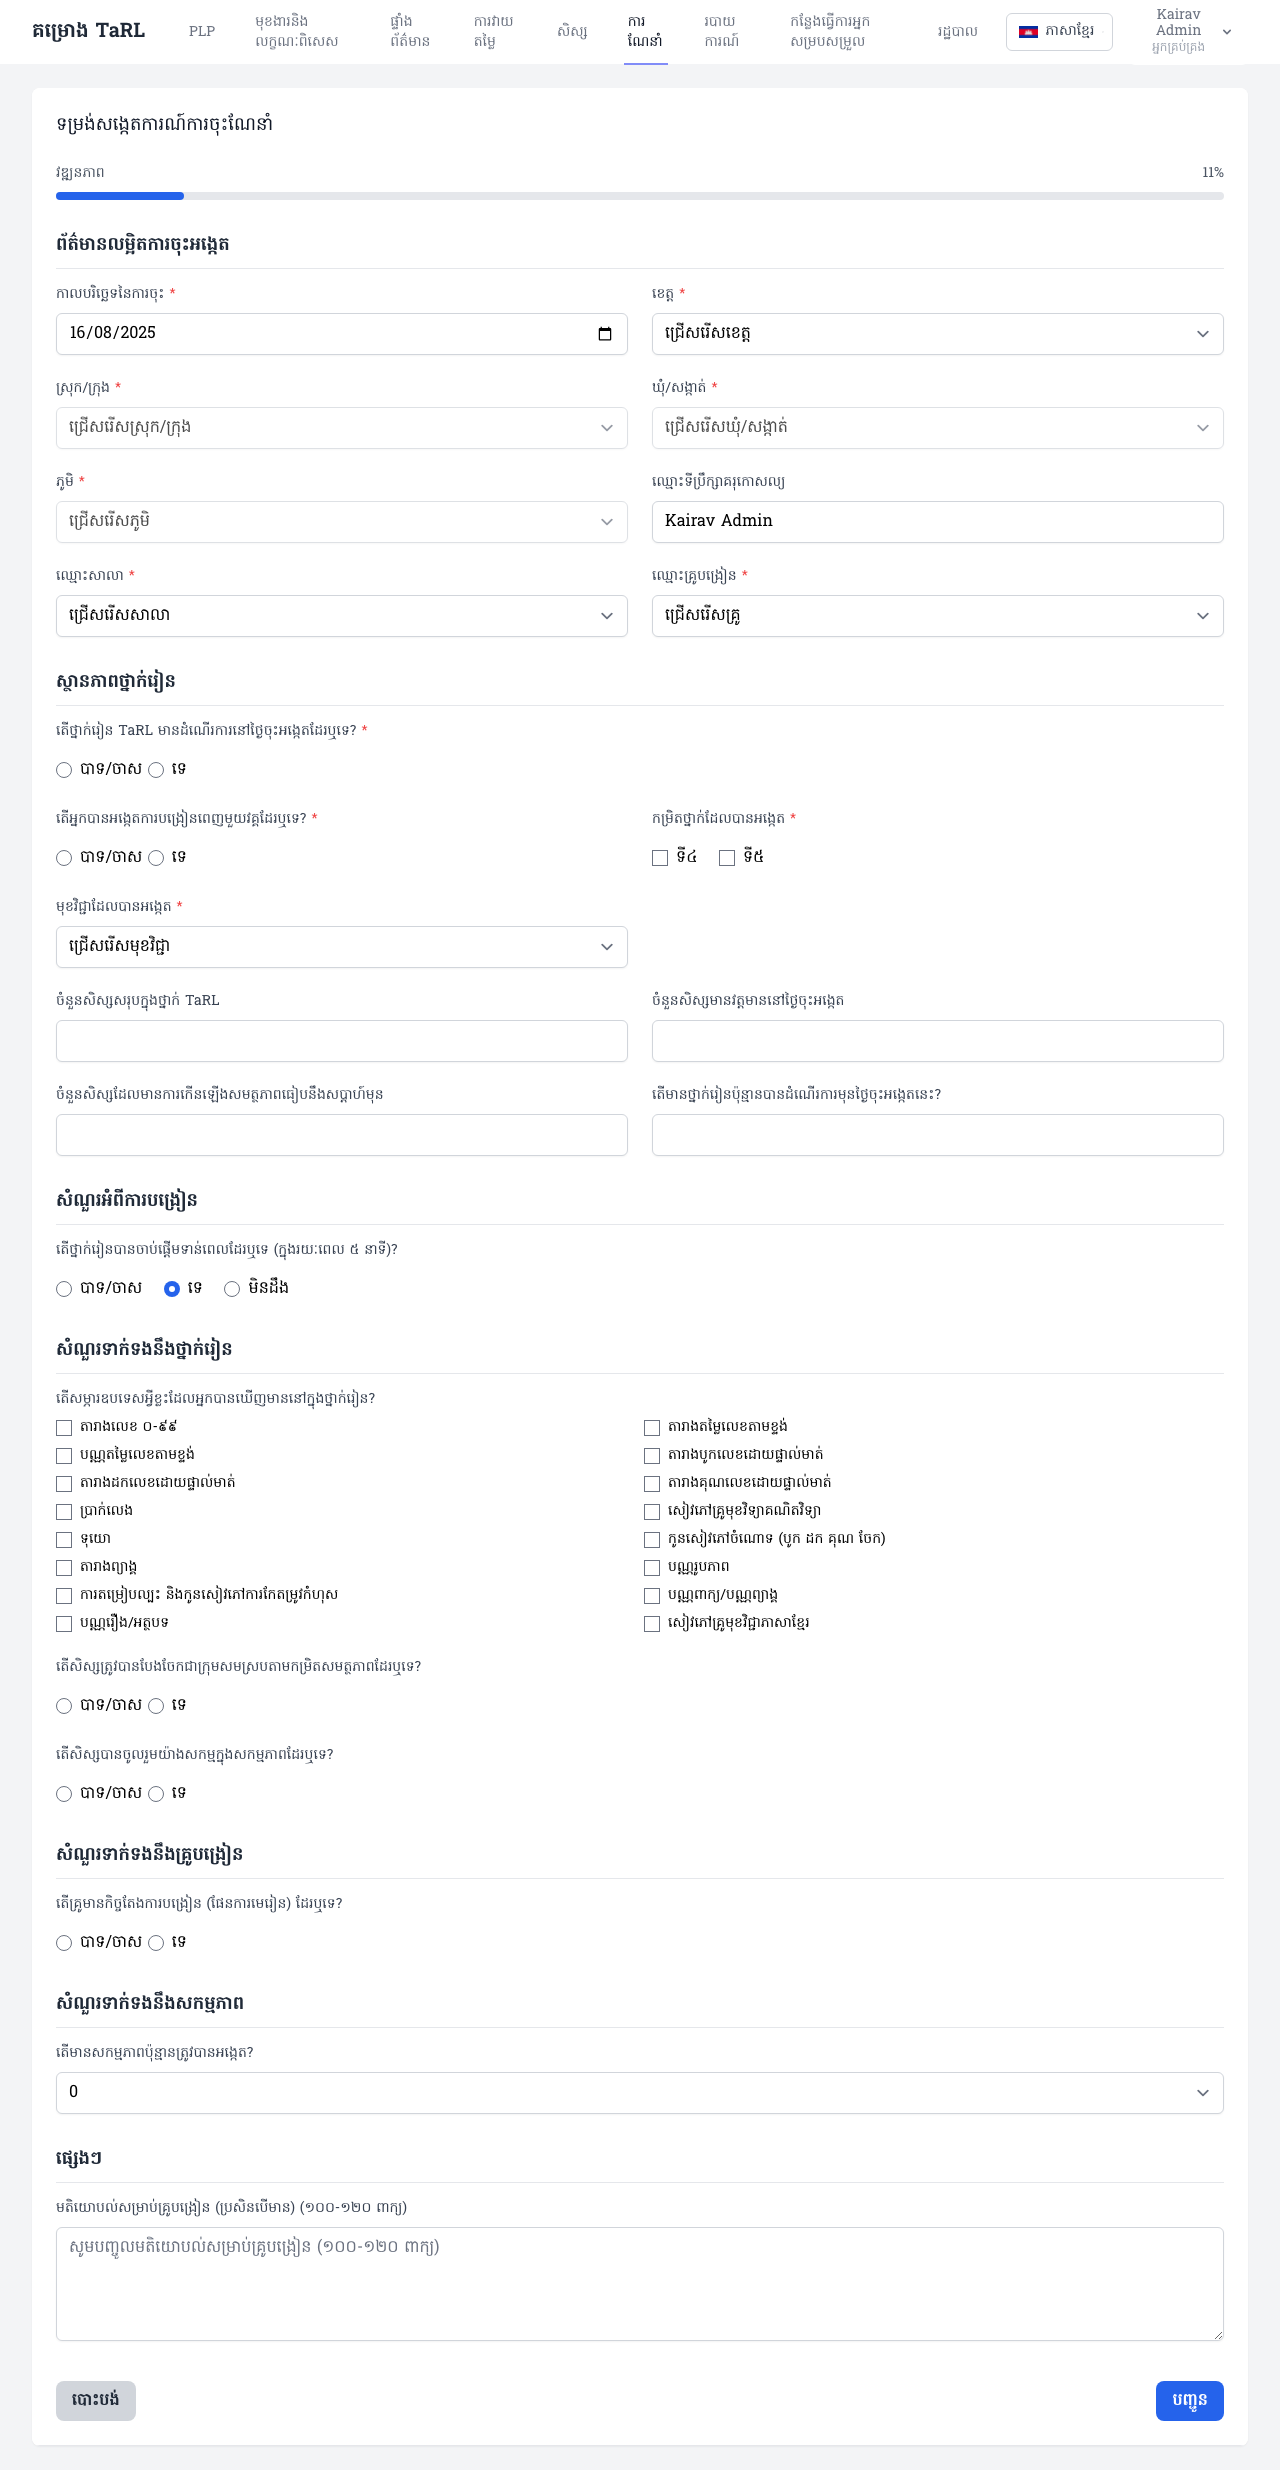 គម្រោង TaRL
PLP
មុខងារនិង
លក្ខណៈពិសេស
ផ្ទាំង
ព័ត៌មាន
ការវាយ
តម្លៃ
សិស្ស
ការ
ណែនាំ
របាយ
ការណ៍
កន្លែងធ្វើការអ្នក
សម្របសម្រួល
រដ្ឋបាល
ភាសាខ្មែរ
Kairav
Admin
អ្នកគ្រប់គ្រង
ទម្រង់សង្កេតការណ៍ការចុះណែនាំ
វឌ្ឍនភាព 11%
ព័ត៌មានលម្អិតការចុះអង្កេត
កាលបរិច្ឆេទនៃការចុះ * ខេត្ត *
16/08/2025 ជ្រើសរើសខេត្ត
ស្រុក/ក្រុង * ឃុំ/សង្កាត់ *
ជ្រើសរើសស្រុក/ក្រុង ជ្រើសរើសឃុំ/សង្កាត់
ភូមិ * ឈ្មោះទីប្រឹក្សាគរុកោសល្យ
ជ្រើសរើសភូមិ Kairav Admin
ឈ្មោះសាលា * ឈ្មោះគ្រូបង្រៀន *
ជ្រើសរើសសាលា ជ្រើសរើសគ្រូ
ស្ថានភាពថ្នាក់រៀន
តើថ្នាក់រៀន TaRL មានដំណើរការនៅថ្ងៃចុះអង្កេតដែរឬទេ? *
បាទ/ចាស ទេ
តើអ្នកបានអង្កេតការបង្រៀនពេញមួយវគ្គដែរឬទេ? * កម្រិតថ្នាក់ដែលបានអង្កេត *
បាទ/ចាស ទេ ទី៤ ទី៥
មុខវិជ្ជាដែលបានអង្កេត *
ជ្រើសរើសមុខវិជ្ជា
ចំនួនសិស្សសរុបក្នុងថ្នាក់ TaRL ចំនួនសិស្សមានវត្តមាននៅថ្ងៃចុះអង្កេត
ចំនួនសិស្សដែលមានការកើនឡើងសមត្ថភាពធៀបនឹងសប្តាហ៍មុន តើមានថ្នាក់រៀនប៉ុន្មានបានដំណើរការមុនថ្ងៃចុះអង្កេតនេះ?
សំណួរអំពីការបង្រៀន
តើថ្នាក់រៀនបានចាប់ផ្តើមទាន់ពេលដែរឬទេ (ក្នុងរយៈពេល ៥ នាទី)?
បាទ/ចាស ទេ មិនដឹង
សំណួរទាក់ទងនឹងថ្នាក់រៀន
តើសម្ភារឧបទេសអ្វីខ្លះដែលអ្នកបានឃើញមាននៅក្នុងថ្នាក់រៀន?
តារាងលេខ ០-៩៩ តារាងតម្លៃលេខតាមខ្ទង់
បណ្ណតម្លៃលេខតាមខ្ទង់ តារាងបូកលេខដោយផ្ទាល់មាត់
តារាងដកលេខដោយផ្ទាល់មាត់ តារាងគុណលេខដោយផ្ទាល់មាត់
ប្រាក់លេង សៀវភៅគ្រូមុខវិទ្យាគណិតវិទ្យា
ទុយោ កូនសៀវភៅចំណោទ (បូក ដក គុណ ចែក)
តារាងព្យាង្គ បណ្ណរូបភាព
ការតម្រៀបល្បះ និងកូនសៀវភៅការកែតម្រូវកំហុស បណ្ណពាក្យ/បណ្ណព្យាង្គ
បណ្ណរឿង/អត្ថបទ សៀវភៅគ្រូមុខវិជ្ជាភាសាខ្មែរ
តើសិស្សត្រូវបានបែងចែកជាក្រុមសមស្របតាមកម្រិតសមត្ថភាពដែរឬទេ?
បាទ/ចាស ទេ
តើសិស្សបានចូលរួមយ៉ាងសកម្មក្នុងសកម្មភាពដែរឬទេ?
បាទ/ចាស ទេ
សំណួរទាក់ទងនឹងគ្រូបង្រៀន
តើគ្រូមានកិច្ចតែងការបង្រៀន (ផែនការមេរៀន) ដែរឬទេ?
បាទ/ចាស ទេ
សំណួរទាក់ទងនឹងសកម្មភាព
តើមានសកម្មភាពប៉ុន្មានត្រូវបានអង្កេត?
0
ផ្សេងៗ
មតិយោបល់សម្រាប់គ្រូបង្រៀន (ប្រសិនបើមាន) (១០០-១២០ ពាក្យ)
សូមបញ្ចូលមតិយោបល់សម្រាប់គ្រូបង្រៀន (១០០-១២០ ពាក្យ)
បោះបង់ បញ្ជូន